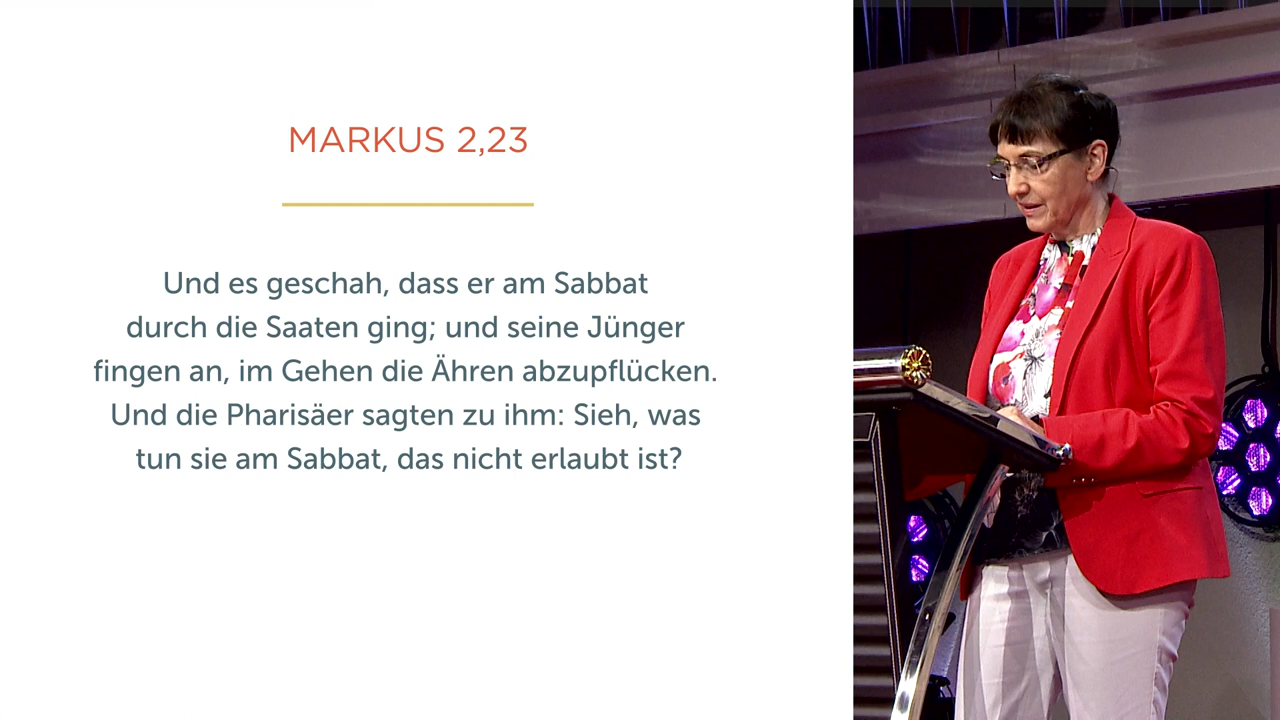 MARKUS 2,23
Und es geschah, dass er am Sabbat
durch die Saaten ging; und seine Jünger
fingen an, im Gehen die Ähren abzupflücken.
Und die Pharisäer sagten zu ihm: Sieh, was
tun sie am Sabbat, das nicht erlaubt ist?